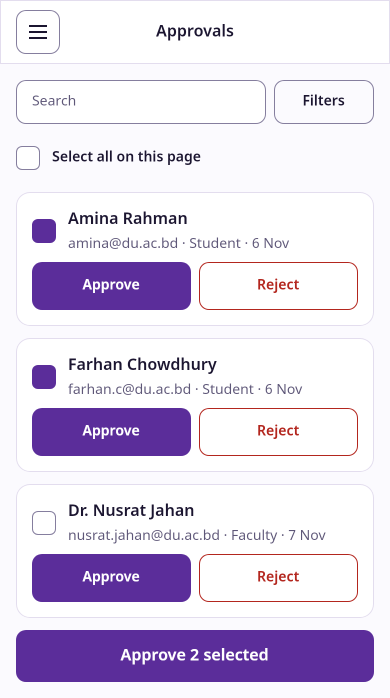 Approvals
Search
Filters
Select all on this page
Amina Rahman
amina@du.ac.bd · Student · 6 Nov
Approve
Reject
Farhan Chowdhury
farhan.c@du.ac.bd · Student · 6 Nov
Approve
Reject
Dr. Nusrat Jahan
nusrat.jahan@du.ac.bd · Faculty · 7 Nov
Approve
Reject
Approve 2 selected